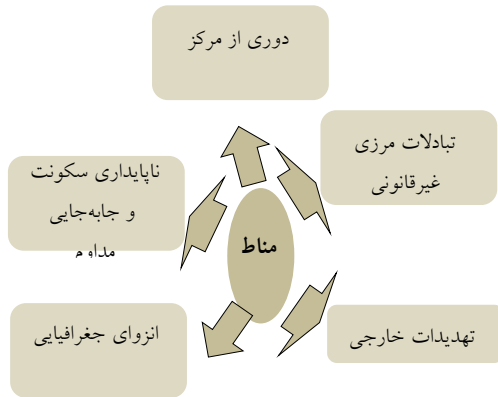 دوری از مرکز
تبادلات مرزی
غیرقانونی
ناپایداری سکونت
و جابه‌جایی
مداوم
مناط
انزوای جغرافیایی
تهدیدات خارجی